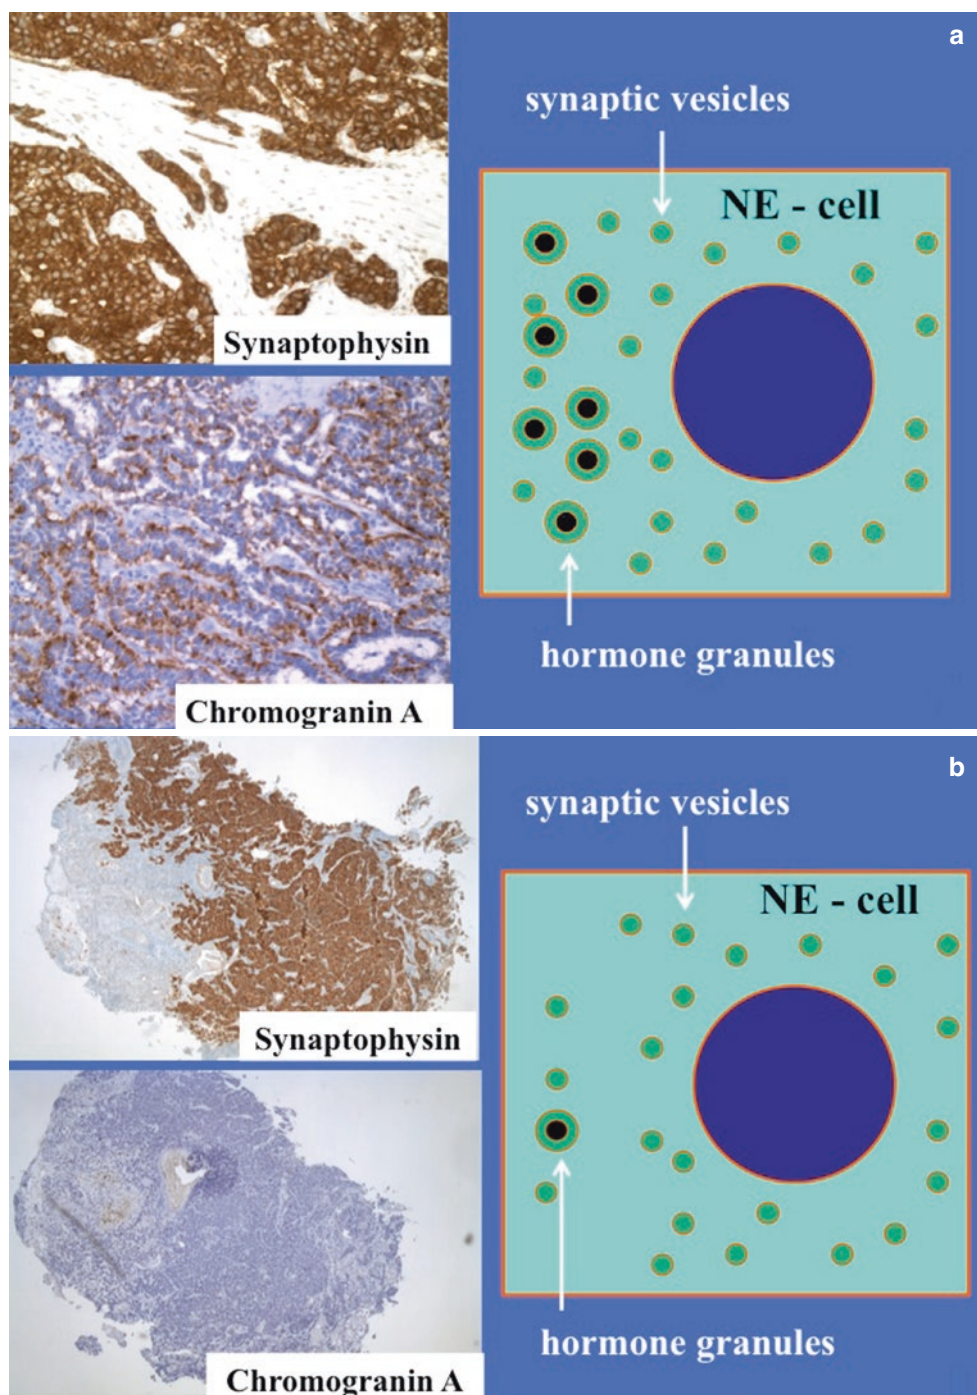 a
synaptic vesicles
NE - cell
Synaptophysin
hormone granules
Chromogranin A
b
synaptic vesicles
NE - cell
Synaptophysin
hormone granules
Chromogranin A